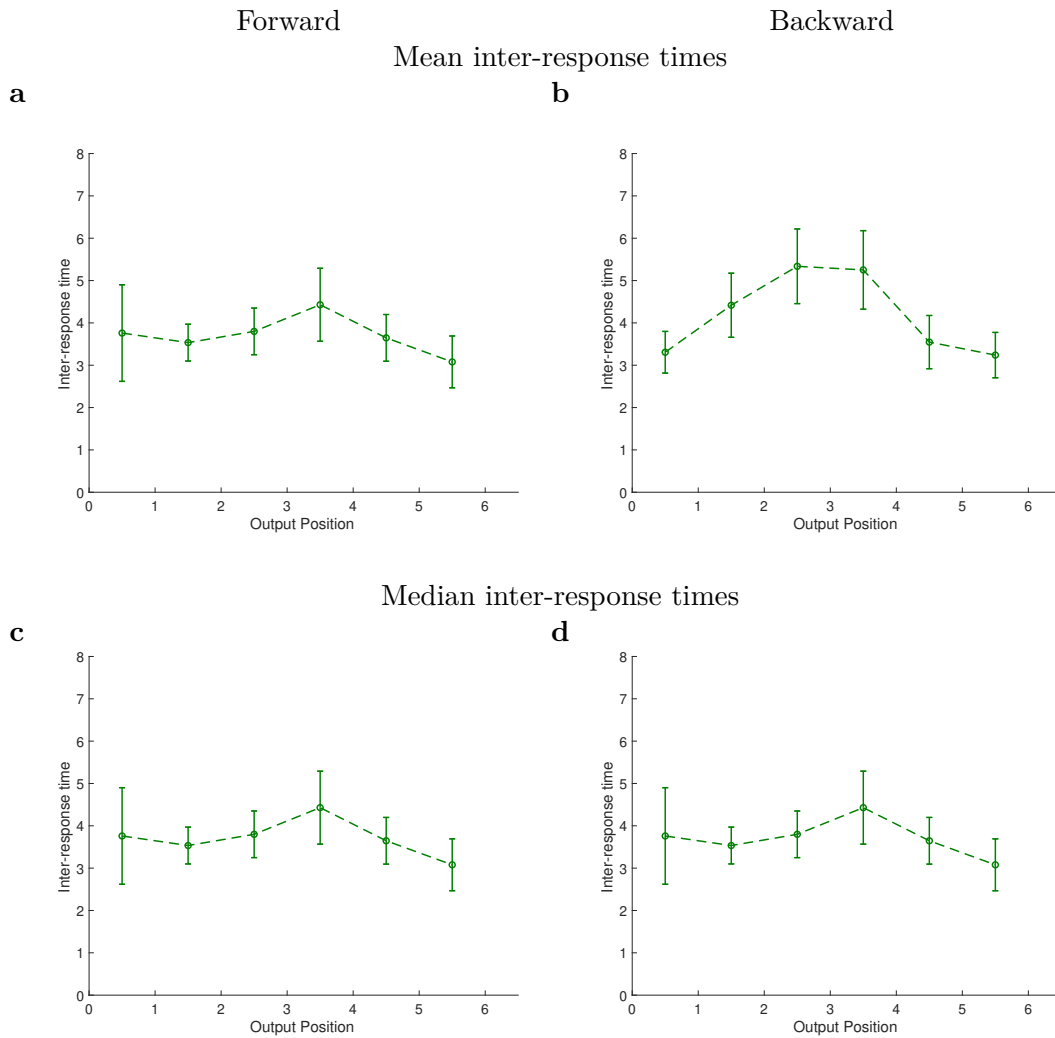 Forward Backward
Mean inter-response times
a b
8 8
7 7
6 6
5 5
4 4
3 3
2 2
1 1
0 0
Inter-response time Inter-response time
0 1 2 3 4 5 6 0 1 2 3 4 5 6
Output Position Output Position
Median inter-response times
c d
8 8
7 7
6 6
5 5
4 4
3 3
2 2
1 1
0 0
Inter-response time Inter-response time
0 1 2 3 4 5 6 0 1 2 3 4 5 6
Output Position Output Position